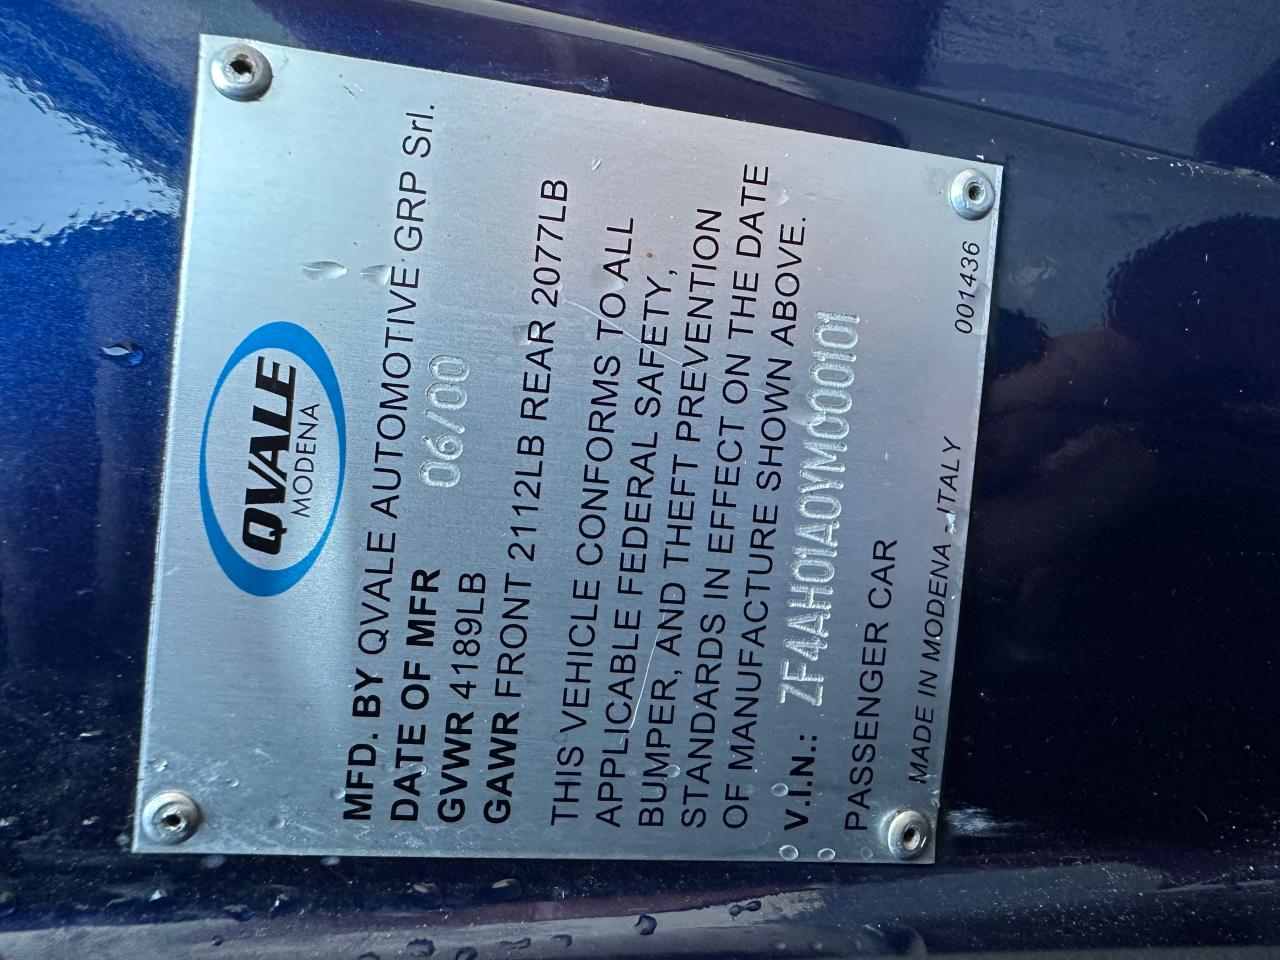 QVALE
MODENA
MFD. BY QVALE AUTOMOTIVE GRP Srl.
DATE OF MFR 06/00
GVWR 4189LB
GAWR FRONT 2112LB REAR 2077LB
THIS VEHICLE CONFORMS TO ALL
APPLICABLE FEDERAL SAFETY,
BUMPER, AND THEFT PREVENTION
STANDARDS IN EFFECT ON THE DATE
OF MANUFACTURE SHOWN ABOVE.
V.I.N.: ZF4AH01A0YM000101
PASSENGER CAR
MADE IN MODENA - ITALY 001436